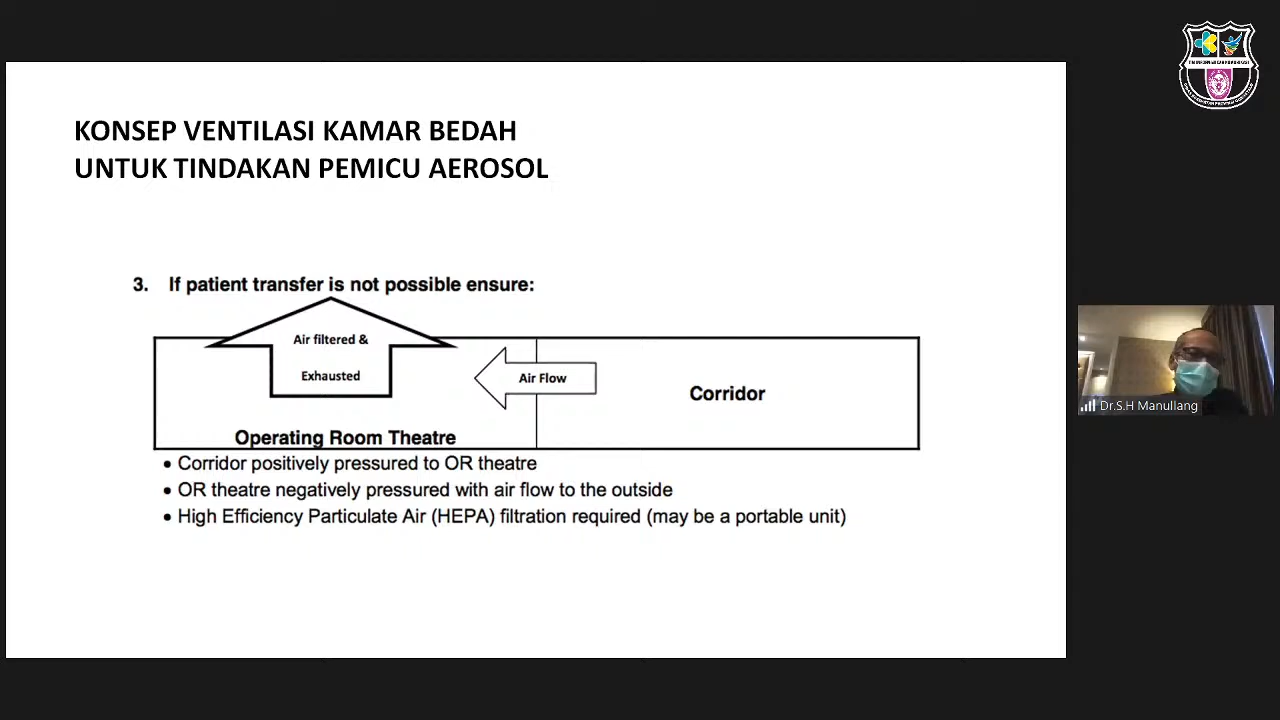 KONSEP VENTILASI KAMAR BEDAH
UNTUK TINDAKAN PEMICU AEROSOL
3. If patient transfer is not possible ensure:
Air filtered &
Exhausted
Air Flow
Corridor
Operating Room Theatre
• Corridor positively pressured to OR theatre
• OR theatre negatively pressured with air flow to the outside
• High Efficiency Particulate Air (HEPA) filtration required (may be a portable unit)
Dr.S.H Manullang